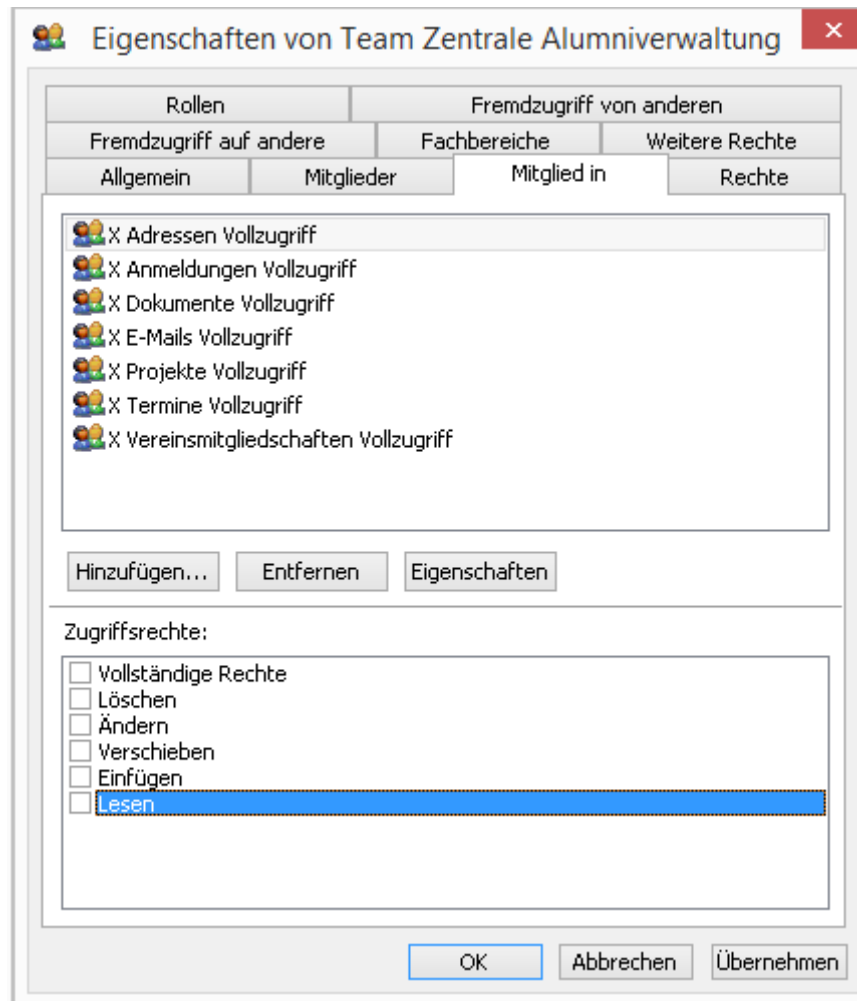 Eigenschaften von Team Zentrale Alumniverwaltung
Rollen Fremdzugriff von anderen
Fremdzugriff auf andere Fachbereiche Weitere Rechte
Allgemein Mitglieder Mitglied in Rechte
X Adressen Vollzugriff
X Anmeldungen Vollzugriff
X Dokumente Vollzugriff
X E-Mails Vollzugriff
X Projekte Vollzugriff
X Termine Vollzugriff
X Vereinsmitgliedschaften Vollzugriff
Hinzufügen... Entfernen Eigenschaften
Zugriffsrechte:
Vollständige Rechte
Löschen
Ändern
Verschieben
Einfügen
Lesen
OK Abbrechen Übernehmen